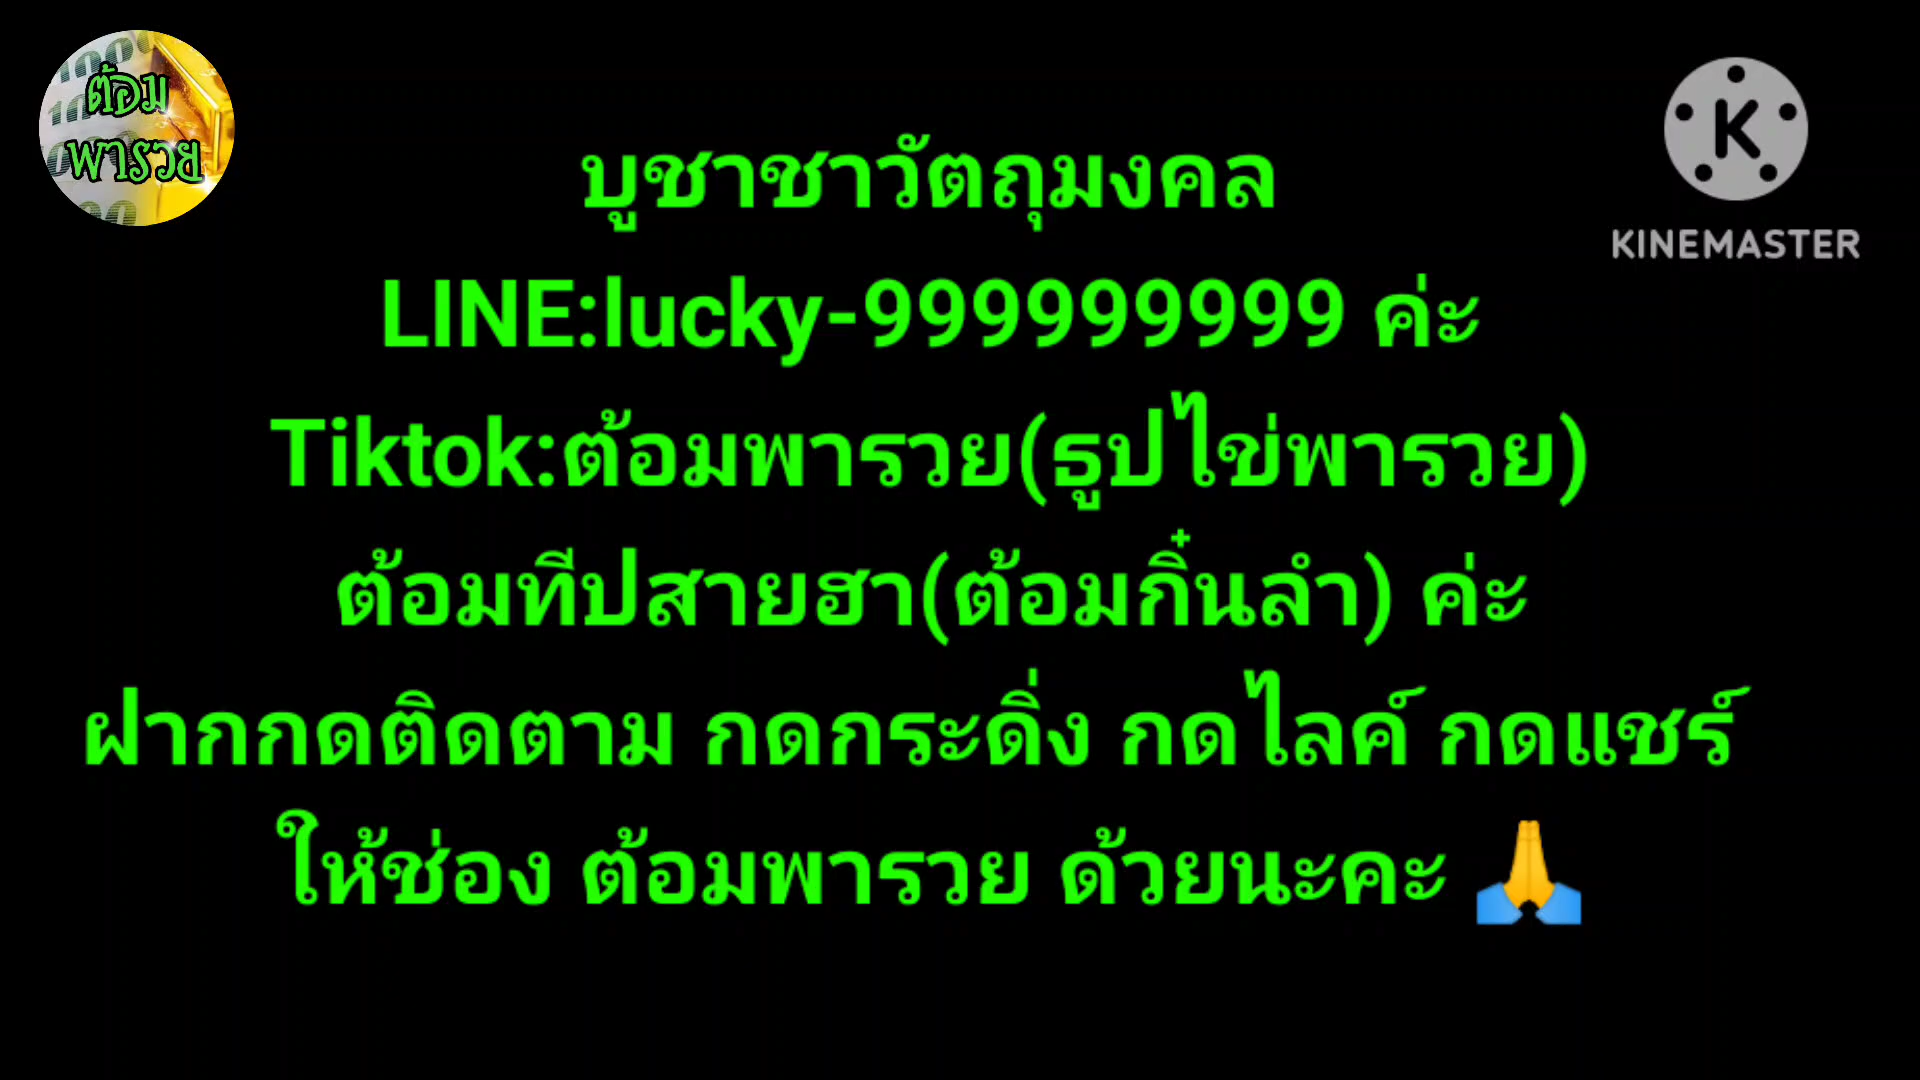 ต้อม
พารวย
KINEMASTER
บูชาชาวัตถุมงคล
LINE:lucky-999999999 ค่ะ
Tiktok:ต้อมพารวย(ธูปไข่พารวย)
ต้อมทีปสายฮา(ต้อมกิ๋นลำ) ค่ะ
ฝากกดติดตาม กดกระดิ่ง กดไลค์ กดแชร์
ให้ช่อง ต้อมพารวย ด้วยนะคะ 🙏